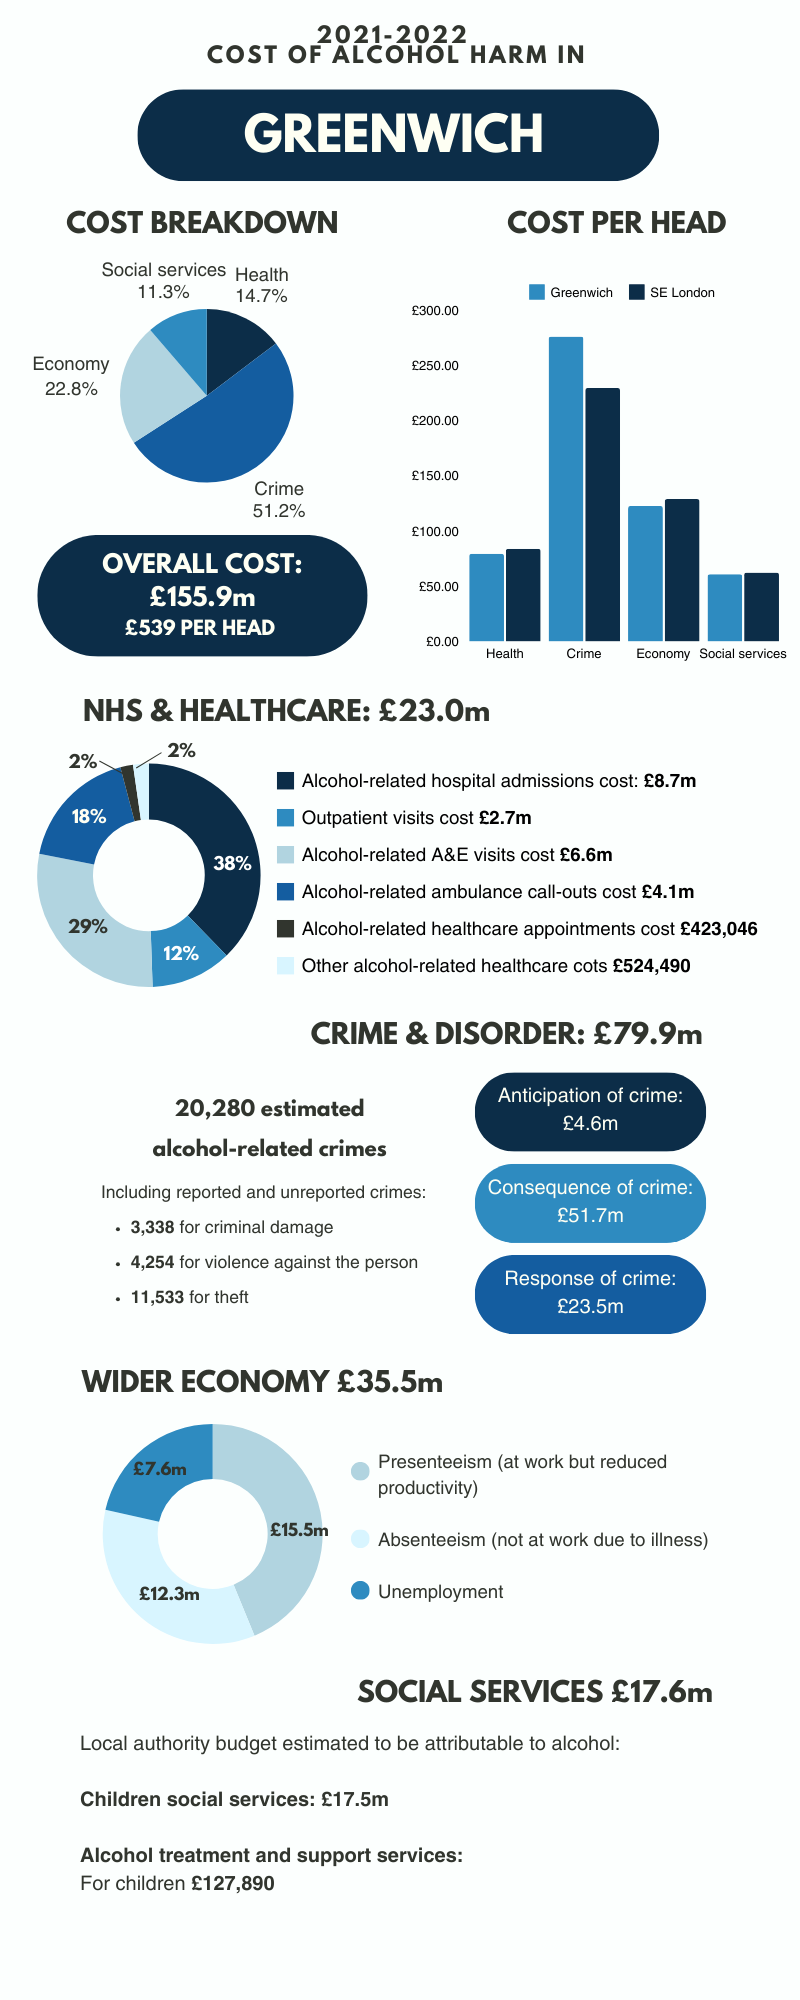 2021-2022
COST OF ALCOHOL HARM IN
GREENWICH
COST BREAKDOWN
Social services
11.3%
Health
14.7%
Economy
22.8%
Crime
51.2%
OVERALL COST:
£155.9m
£539 PER HEAD
COST PER HEAD
Greenwich
SE London
£300.00
£250.00
£200.00
£150.00
£100.00
£50.00
£0.00
Health
Crime
Economy
Social services
NHS & HEALTHCARE: £23.0m
2%
2%
18%
38%
29%
12%
Alcohol-related hospital admissions cost: £8.7m
Outpatient visits cost £2.7m
Alcohol-related A&E visits cost £6.6m
Alcohol-related ambulance call-outs cost £4.1m
Alcohol-related healthcare appointments cost £423,046
Other alcohol-related healthcare cots £524,490
CRIME & DISORDER: £79.9m
20,280 estimated
alcohol-related crimes
Including reported and unreported crimes:
• 3,338 for criminal damage
• 4,254 for violence against the person
• 11,533 for theft
Anticipation of crime:
£4.6m
Consequence of crime:
£51.7m
Response of crime:
£23.5m
WIDER ECONOMY £35.5m
£7.6m
£15.5m
£12.3m
Presenteeism (at work but reduced
productivity)
Absenteeism (not at work due to illness)
Unemployment
SOCIAL SERVICES £17.6m
Local authority budget estimated to be attributable to alcohol:
Children social services: £17.5m
Alcohol treatment and support services:
For children £127,890